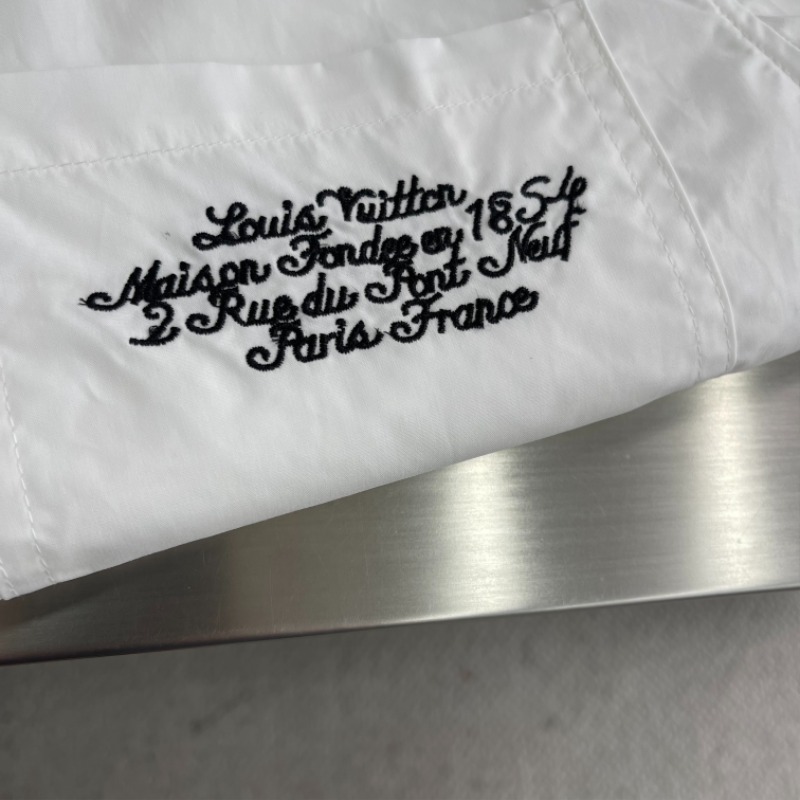 Louis Vuitton
Maison Fondee en 1854
2 Rue du Pont Neuf
Paris France